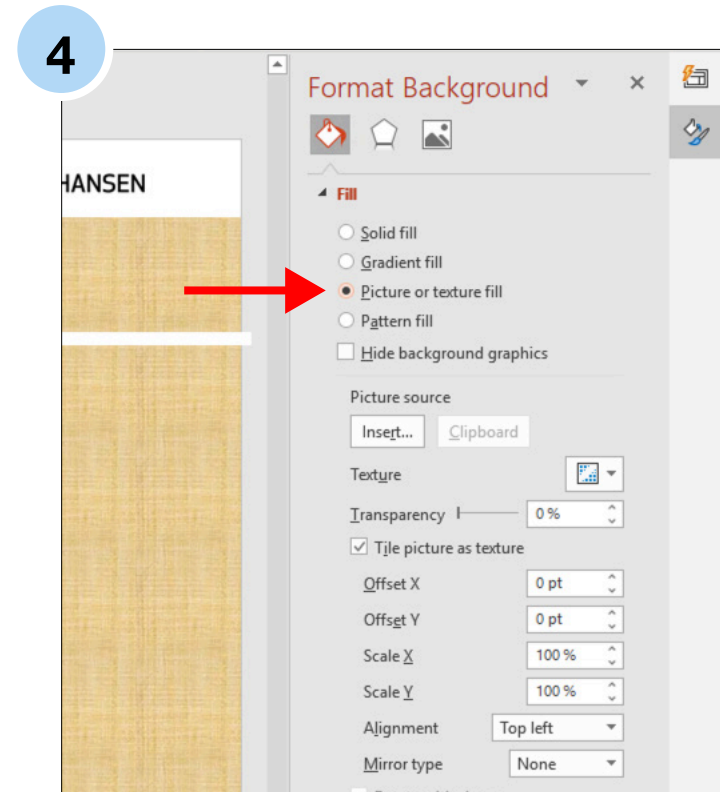 4
Format Background
HANSEN
Fill
Solid fill
Gradient fill
Picture or texture fill
Pattern fill
Hide background graphics
Picture source
Insert... Clipboard
Texture
Transparency 0%
Tile picture as texture
Offset X 0 pt
Offset Y 0 pt
Scale X 100%
Scale Y 100%
Alignment Top left
Mirror type None